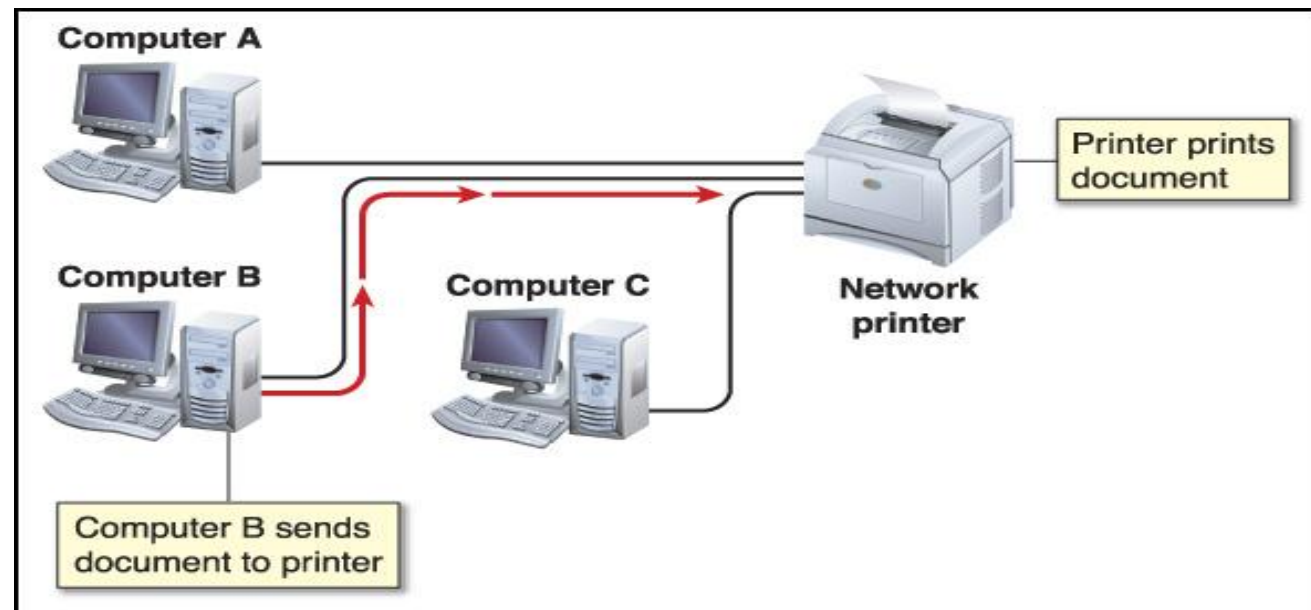 Computer A
Printer prints
document
Computer B
Computer C
Network
printer
Computer B sends
document to printer